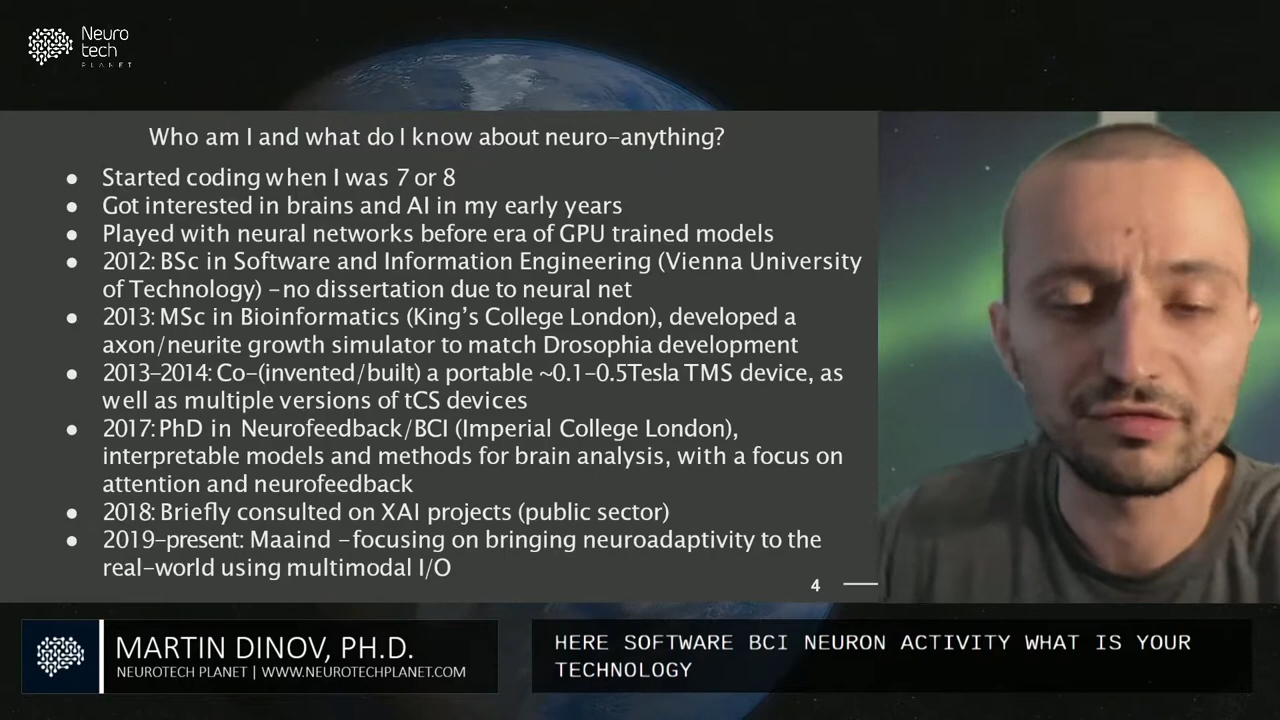 Neuro
tech
PLANET
Who am I and what do I know about neuro-anything?
● Started coding when I was 7 or 8
● Got interested in brains and AI in my early years
● Played with neural networks before era of GPU trained models
● 2012: BSc in Software and Information Engineering (Vienna University
of Technology) – no dissertation due to neural net
● 2013: MSc in Bioinformatics (King's College London), developed a
axon/neurite growth simulator to match Drosophia development
● 2013–2014: Co-(invented/built) a portable ~0.1–0.5Tesla TMS device, as
well as multiple versions of tCS devices
● 2017: PhD in Neurofeedback/BCI (Imperial College London),
interpretable models and methods for brain analysis, with a focus on
attention and neurofeedback
● 2018: Briefly consulted on XAI projects (public sector)
● 2019–present: Maaind – focusing on bringing neuroadaptivity to the
real-world using multimodal I/O
4
MARTIN DINOV, PH.D.
NEUROTECH PLANET | WWW.NEUROTECHPLANET.COM
HERE SOFTWARE BCI NEURON ACTIVITY WHAT IS YOUR
TECHNOLOGY